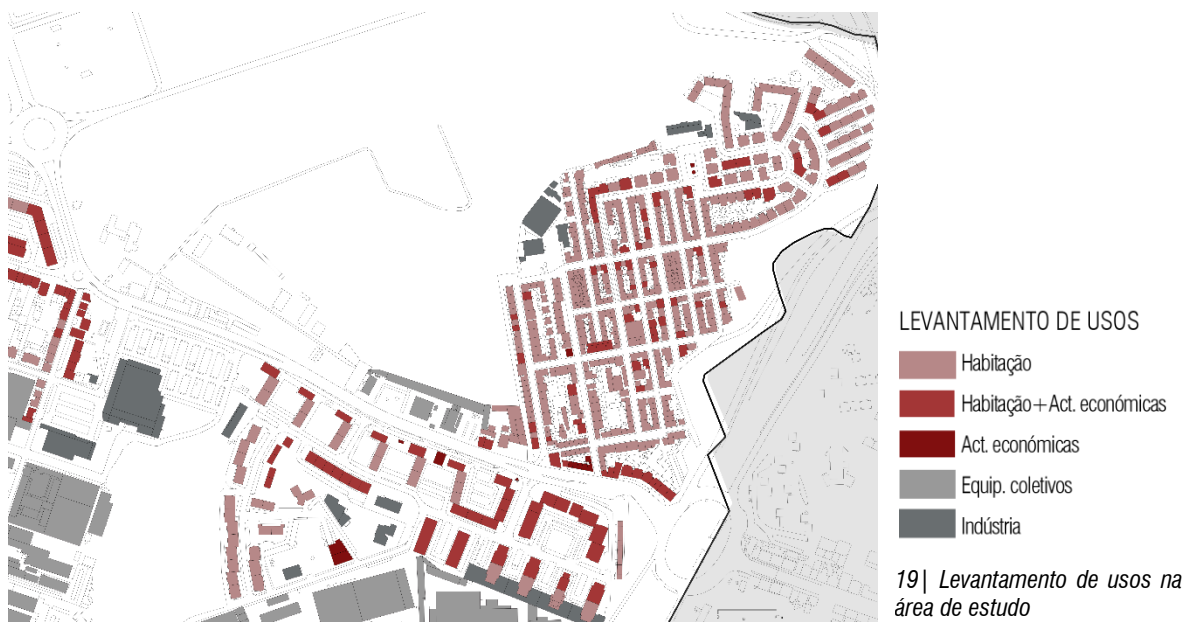 LEVANTAMENTO DE USOS
Habitação
Habitação+Act. económicas
Act. económicas
Equip. coletivos
Indústria
19| Levantamento de usos na
área de estudo